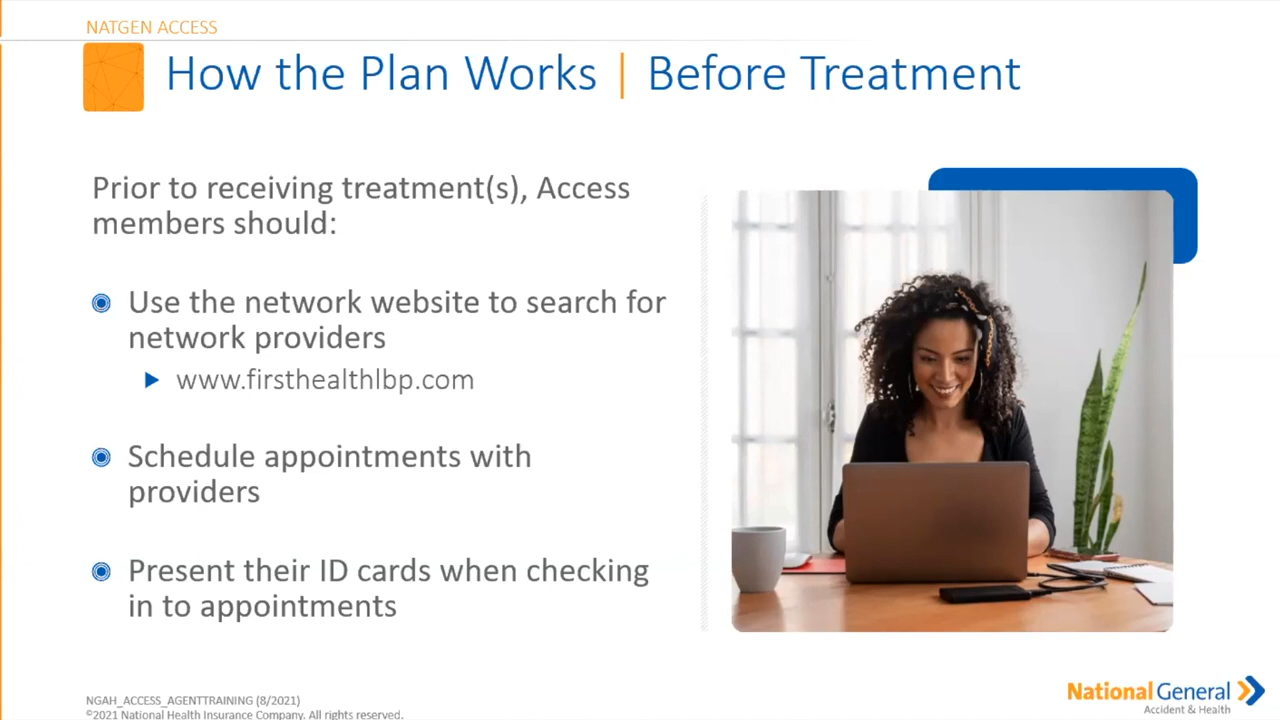 NATGEN ACCESS
How the Plan Works | Before Treatment
Prior to receiving treatment(s), Access
members should:
Use the network website to search for
network providers
www.firsthealthlbp.com
Schedule appointments with
providers
Present their ID cards when checking
in to appointments
NGAH_ACCESS_AGENTTRAINING (8/2021)
©2021 National Health Insurance Company. All rights reserved.
National General
Accident & Health